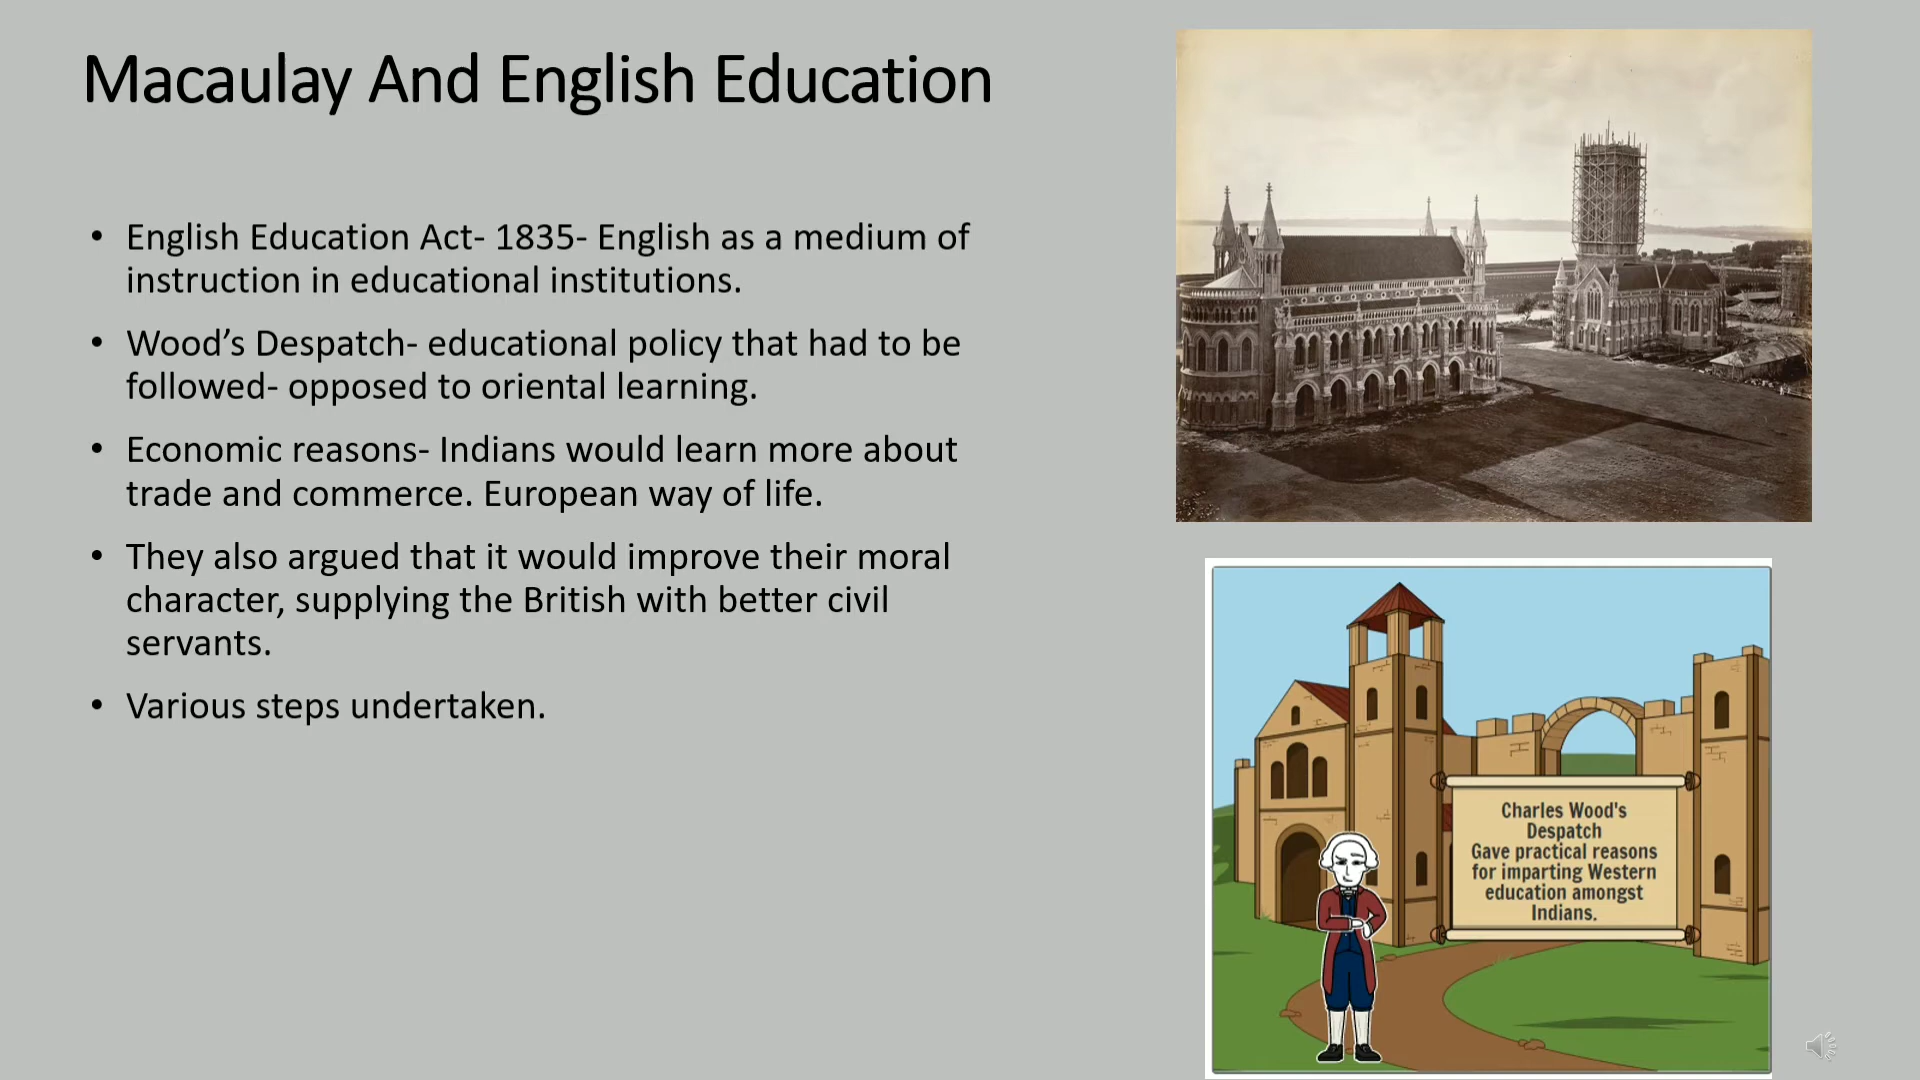 Macaulay And English Education
• English Education Act- 1835- English as a medium of
instruction in educational institutions.
• Wood’s Despatch- educational policy that had to be
followed- opposed to oriental learning.
• Economic reasons- Indians would learn more about
trade and commerce. European way of life.
• They also argued that it would improve their moral
character, supplying the British with better civil
servants.
• Various steps undertaken.
Charles Wood's
Despatch
Gave practical reasons
for imparting Western
education amongst
Indians.